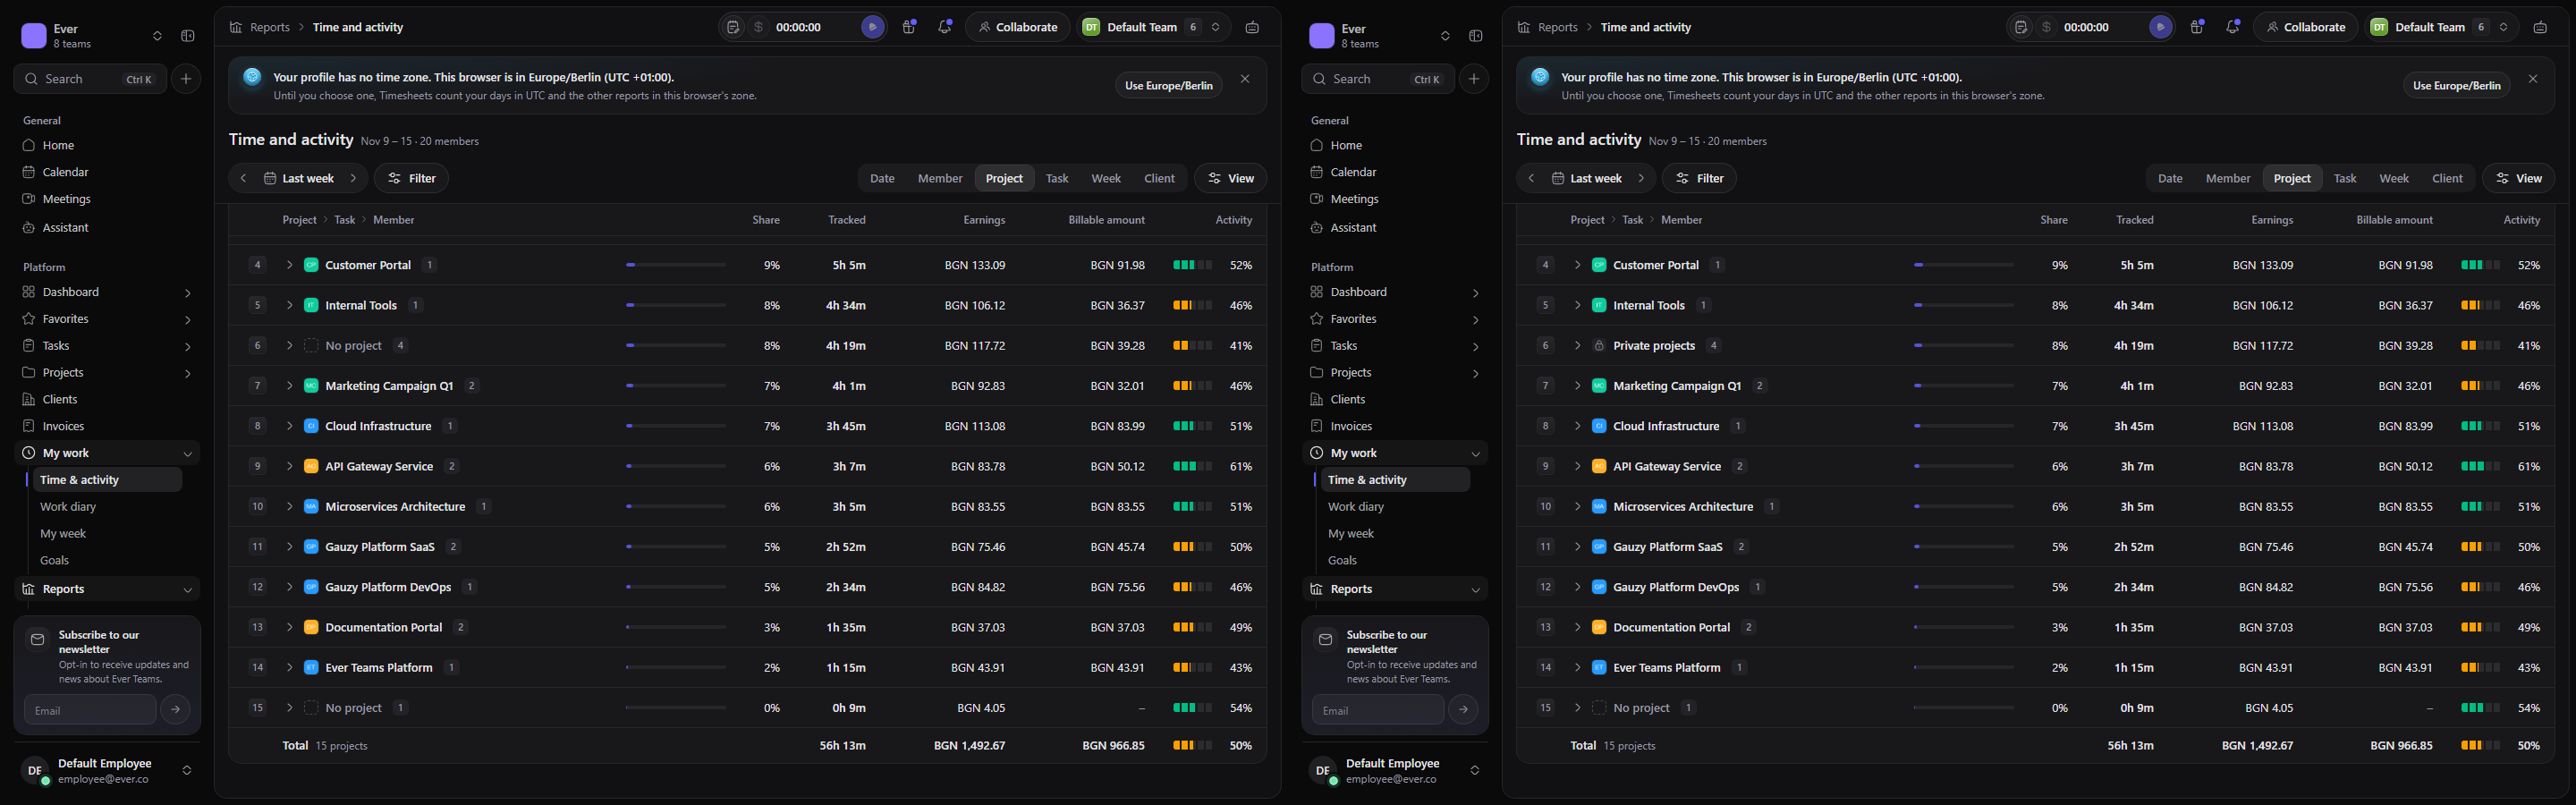 Ever
8 teams
Search Ctrl K
General
Home
Calendar
Meetings
Assistant
Platform
Dashboard
Favorites
Tasks
Projects
Clients
Invoices
My work
Time & activity
Work diary
My week
Goals
Reports
Subscribe to our
newsletter
Opt-in to receive updates and
news about Ever Teams.
Email
DE Default Employee
employee@ever.co
Reports Time and activity
$ 00:00:00
Collaborate
DT Default Team 6
Your profile has no time zone. This browser is in Europe/Berlin (UTC +01:00).
Until you choose one, Timesheets count your days in UTC and the other reports in this browser's zone.
Use Europe/Berlin
Time and activity Nov 9 – 15 · 20 members
Last week Filter
Date Member Project Task Week Client View
Project Task Member Share Tracked Earnings Billable amount Activity
4 CP Customer Portal 1 9% 5h 5m BGN 133.09 BGN 91.98 52%
5 IT Internal Tools 1 8% 4h 34m BGN 106.12 BGN 36.37 46%
6 No project 4 8% 4h 19m BGN 117.72 BGN 39.28 41%
7 MC Marketing Campaign Q1 2 7% 4h 1m BGN 92.83 BGN 32.01 46%
8 CI Cloud Infrastructure 1 7% 3h 45m BGN 113.08 BGN 83.99 51%
9 AG API Gateway Service 2 6% 3h 7m BGN 83.78 BGN 50.12 61%
10 MA Microservices Architecture 1 6% 3h 5m BGN 83.55 BGN 83.55 51%
11 GP Gauzy Platform SaaS 2 5% 2h 52m BGN 75.46 BGN 45.74 50%
12 GP Gauzy Platform DevOps 1 5% 2h 34m BGN 84.82 BGN 75.56 46%
13 DP Documentation Portal 2 3% 1h 35m BGN 37.03 BGN 37.03 49%
14 ET Ever Teams Platform 1 2% 1h 15m BGN 43.91 BGN 43.91 43%
15 No project 1 0% 0h 9m BGN 4.05 – 54%
Total 15 projects 56h 13m BGN 1,492.67 BGN 966.85 50%
Ever
8 teams
Search Ctrl K
General
Home
Calendar
Meetings
Assistant
Platform
Dashboard
Favorites
Tasks
Projects
Clients
Invoices
My work
Time & activity
Work diary
My week
Goals
Reports
Subscribe to our
newsletter
Opt-in to receive updates and
news about Ever Teams.
Email
DE Default Employee
employee@ever.co
Reports Time and activity
$ 00:00:00
Collaborate
DT Default Team 6
Your profile has no time zone. This browser is in Europe/Berlin (UTC +01:00).
Until you choose one, Timesheets count your days in UTC and the other reports in this browser's zone.
Use Europe/Berlin
Time and activity Nov 9 – 15 · 20 members
Last week Filter
Date Member Project Task Week Client View
Project Task Member Share Tracked Earnings Billable amount Activity
4 CP Customer Portal 1 9% 5h 5m BGN 133.09 BGN 91.98 52%
5 IT Internal Tools 1 8% 4h 34m BGN 106.12 BGN 36.37 46%
6 Private projects 4 8% 4h 19m BGN 117.72 BGN 39.28 41%
7 MC Marketing Campaign Q1 2 7% 4h 1m BGN 92.83 BGN 32.01 46%
8 CI Cloud Infrastructure 1 7% 3h 45m BGN 113.08 BGN 83.99 51%
9 AG API Gateway Service 2 6% 3h 7m BGN 83.78 BGN 50.12 61%
10 MA Microservices Architecture 1 6% 3h 5m BGN 83.55 BGN 83.55 51%
11 GP Gauzy Platform SaaS 2 5% 2h 52m BGN 75.46 BGN 45.74 50%
12 GP Gauzy Platform DevOps 1 5% 2h 34m BGN 84.82 BGN 75.56 46%
13 DP Documentation Portal 2 3% 1h 35m BGN 37.03 BGN 37.03 49%
14 ET Ever Teams Platform 1 2% 1h 15m BGN 43.91 BGN 43.91 43%
15 No project 1 0% 0h 9m BGN 4.05 – 54%
Total 15 projects 56h 13m BGN 1,492.67 BGN 966.85 50%